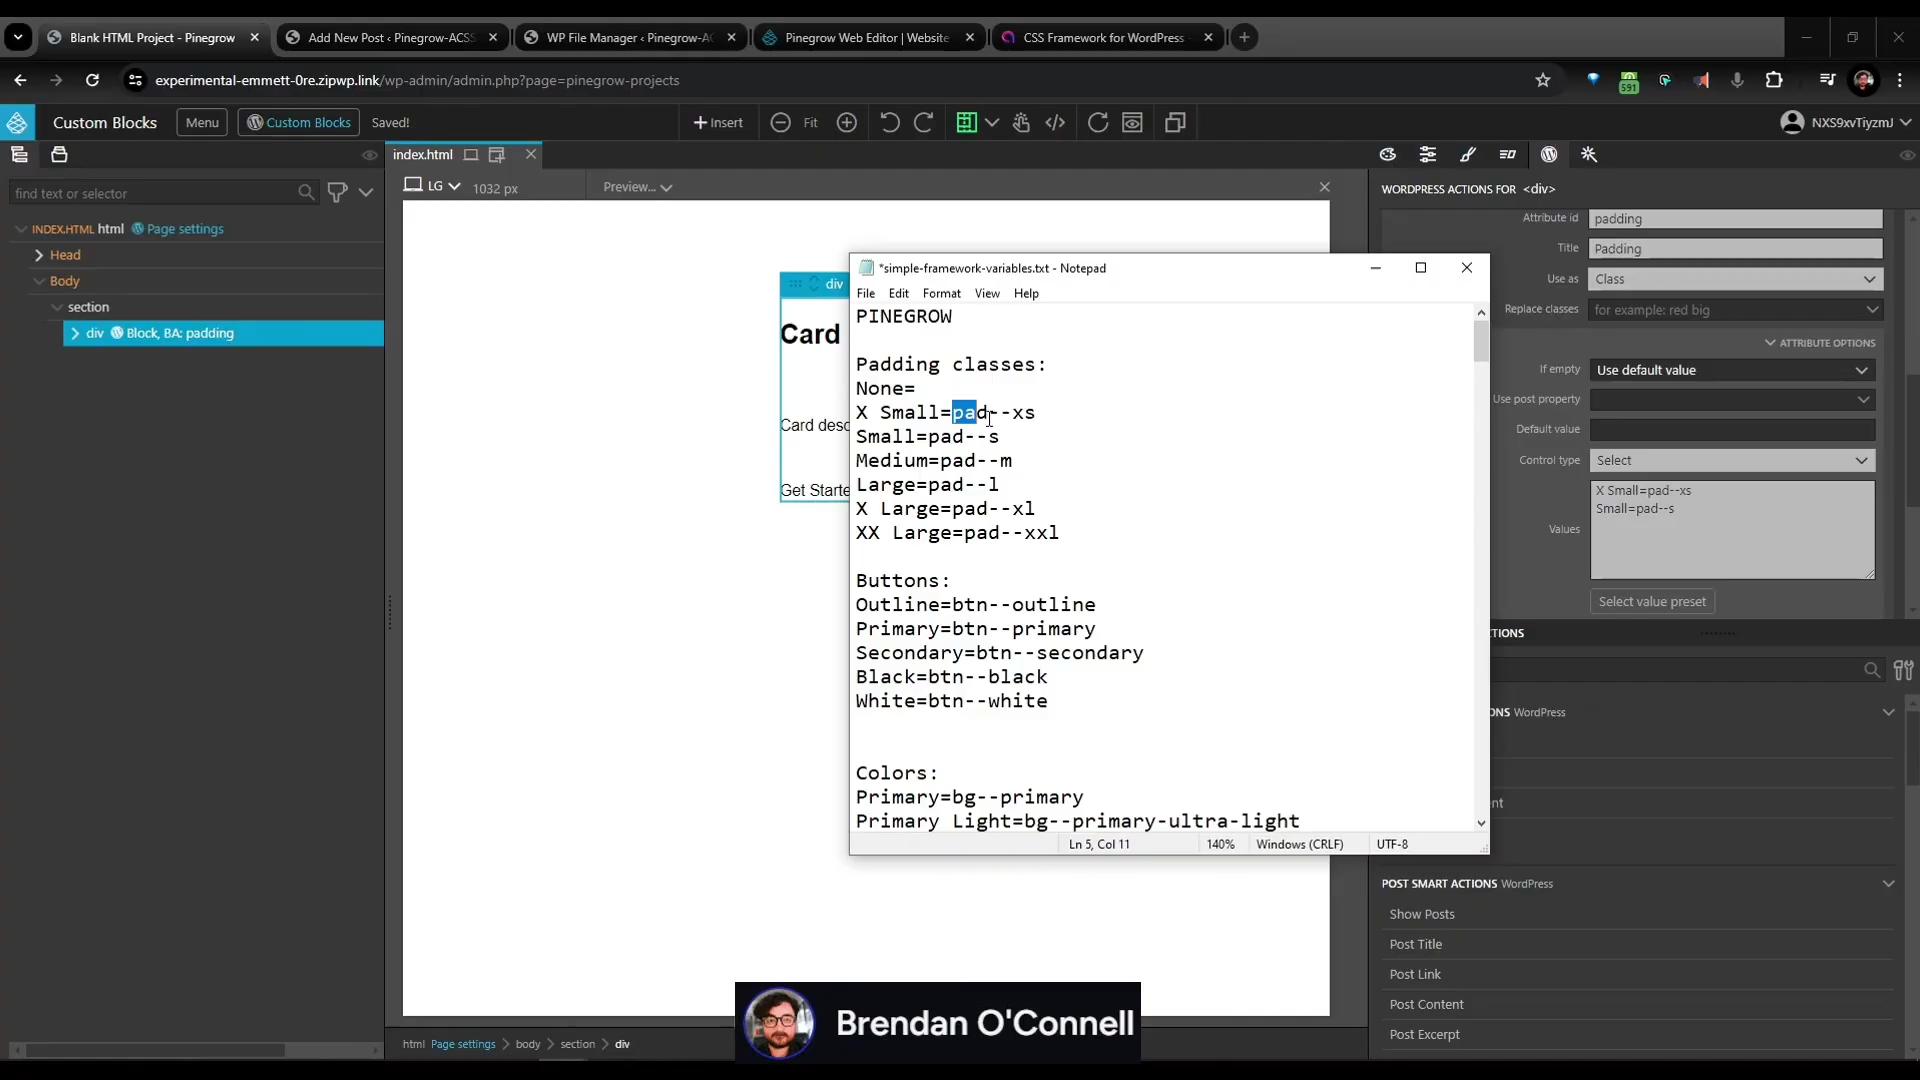 Blank HTML Project - Pinegrow
Add New Post ‹ Pinegrow-ACSS
WP File Manager ‹ Pinegrow-AC
Pinegrow Web Editor | Website
CSS Framework for WordPress
experimental-emmett-0re.zipwp.link/wp-admin/admin.php?page=pinegrow-projects
591
Custom Blocks
Menu
Custom Blocks
Saved!
Insert
Fit
NXS9xvTiyzmJ
index.html
find text or selector
LG
1032 px
Preview...
INDEX.HTML html Page settings
Head
Body
section
div Block, BA: padding
div
Card
Card desc
Get Starte
*simple-framework-variables.txt - Notepad
File Edit Format View Help
PINEGROW
Padding classes:
None=
X Small=pad--xs
Small=pad--s
Medium=pad--m
Large=pad--l
X Large=pad--xl
XX Large=pad--xxl
Buttons:
Outline=btn--outline
Primary=btn--primary
Secondary=btn--secondary
Black=btn--black
White=btn--white
Colors:
Primary=bg--primary
Primary Light=bg--primary-ultra-light
Ln 5, Col 11
140%
Windows (CRLF)
UTF-8
WORDPRESS ACTIONS FOR <div>
Attribute id padding
Title Padding
Use as Class
Replace classes for example: red big
ATTRIBUTE OPTIONS
If empty Use default value
Use post property
Default value
Control type Select
Values
X Small=pad--xs
Small=pad--s
Select value preset
TIONS
ONS WordPress
ent
POST SMART ACTIONS WordPress
Show Posts
Post Title
Post Link
Post Content
Post Excerpt
html Page settings > body > section > div
Brendan O'Connell